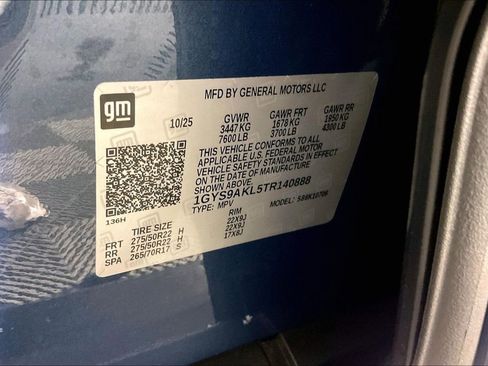 gm
MFD BY GENERAL MOTORS LLC
10/25 GVWR GAWR FRT GAWR RR
3447 KG 1678 KG 1950 KG
7600 LB 3700 LB 4300 LB
THIS VEHICLE CONFORMS TO ALL
APPLICABLE U.S. FEDERAL MOTOR
VEHICLE SAFETY STANDARDS IN EFFECT
ON THE DATE OF MANUFACTURE
SHOWN ABOVE.
1GYS9AKL5TR140888
TYPE: MPV
136H
TIRE SIZE RIM
FRT 275/50R22 H 22X9J
RR 275/50R22 H 22X9J
SPA 265/70R17 S 17X8J